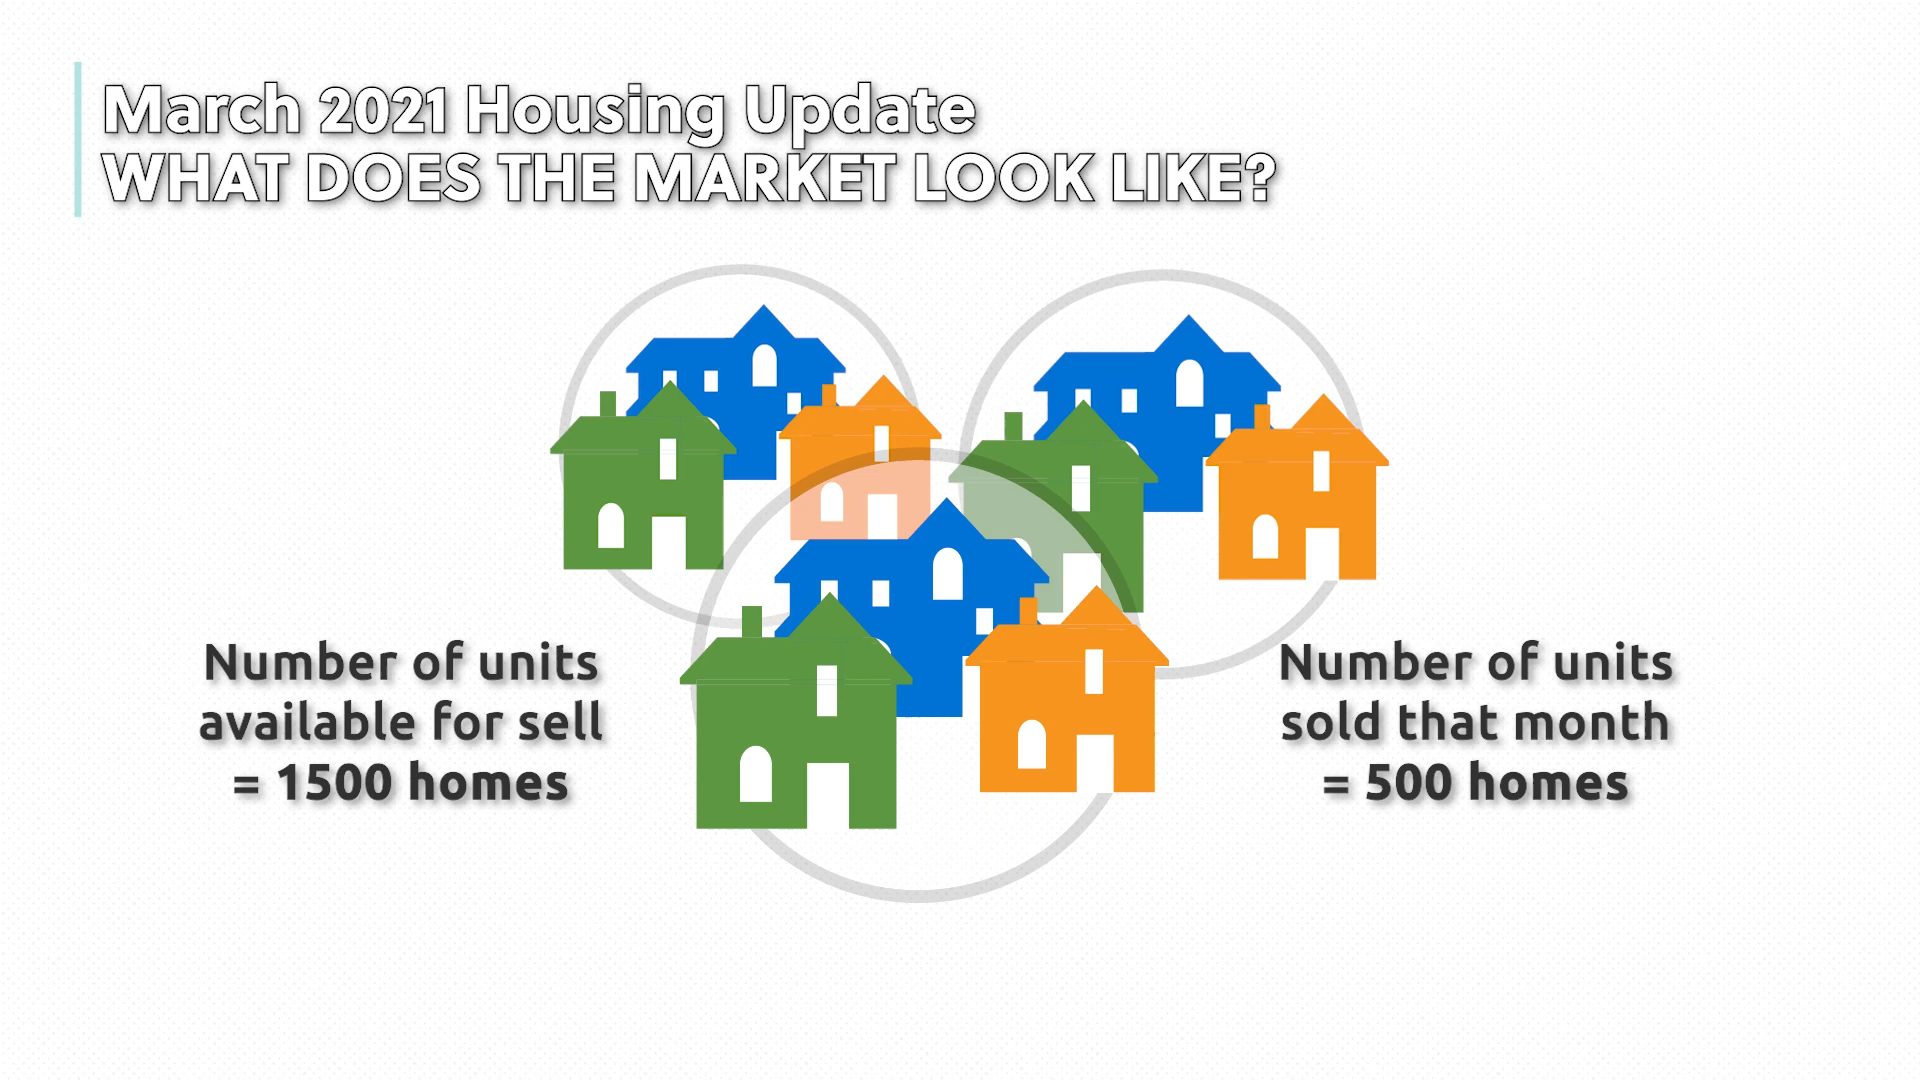 March 2021 Housing Update
WHAT DOES THE MARKET LOOK LIKE?
Number of units
available for sell
= 1500 homes
Number of units
sold that month
= 500 homes